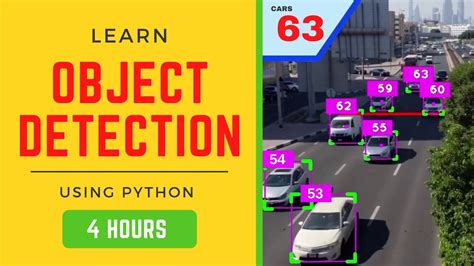 LEARN
OBJECT
DETECTION
USING PYTHON
4 HOURS
CARS
63
63
59
60
62
55
54
53